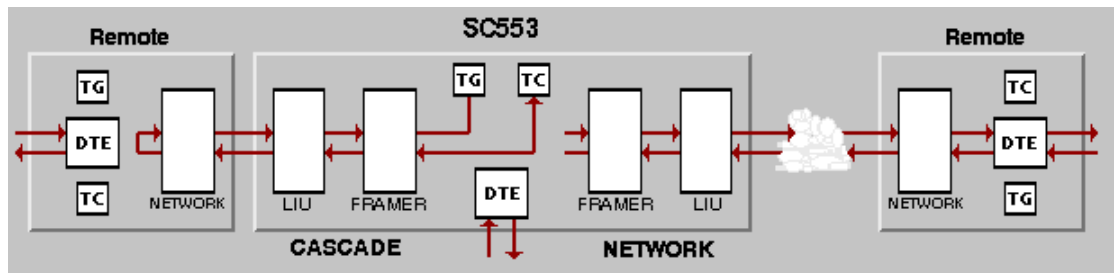 Remote
SC553
Remote
TG
TG
TC
TC
DTE
DTE
TC
DTE
TG
NETWORK
LIU
FRAMER
FRAMER
LIU
NETWORK
CASCADE
NETWORK